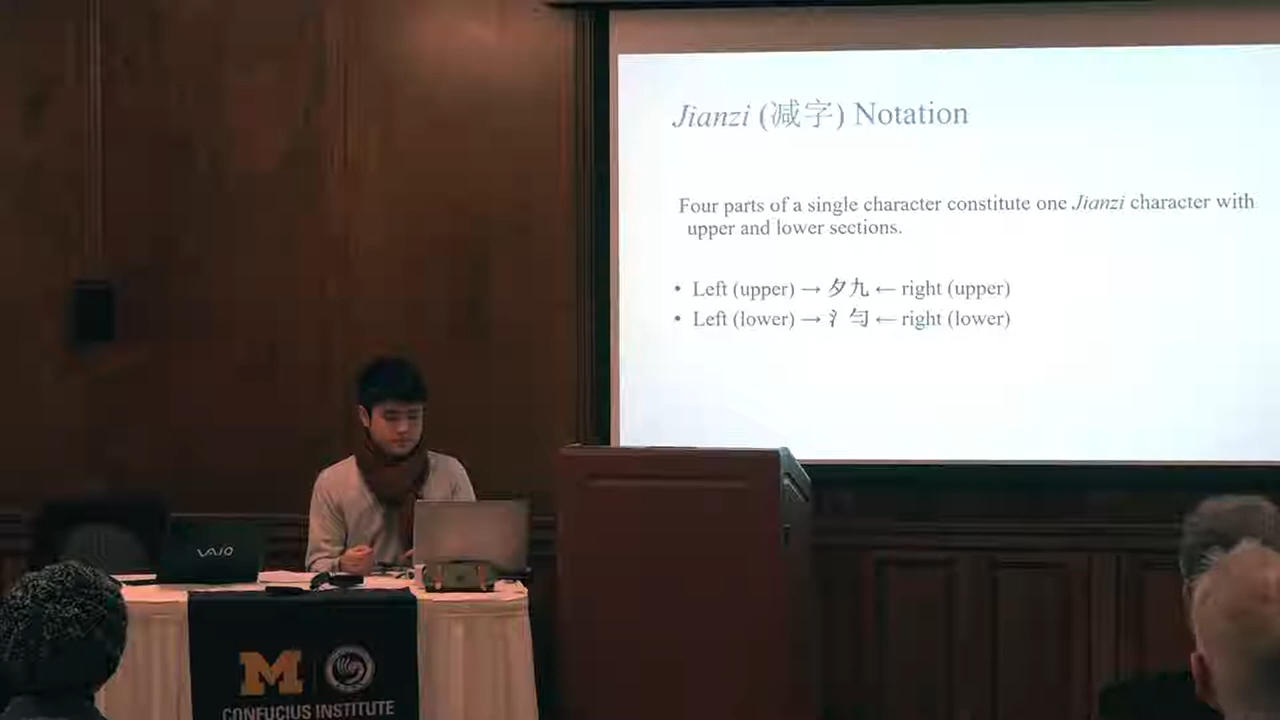 Jianzi (减字) Notation
Four parts of a single character constitute one Jianzi character with
upper and lower sections.
• Left (upper) → 夕九 ← right (upper)
• Left (lower) → 氵匀 ← right (lower)
VAIO
M
CONFUCIUS INSTITUTE